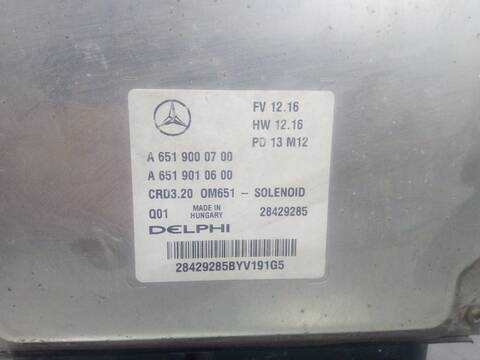 FV 12.16
HW 12.16
PD 13 M12
A 651 900 07 00
A 651 901 06 00
CRD3.20 OM651 - SOLENOID
Q01 MADE IN HUNGARY 28429285
DELPHI
28429285BYV191G5